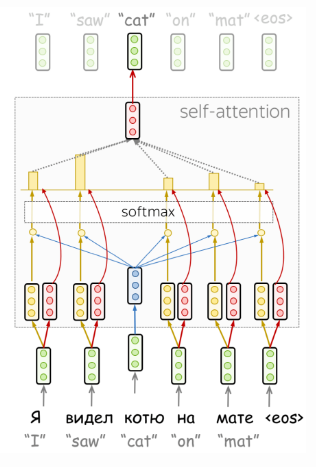 “I” “saw” “cat” “on” “mat” <eos>
self-attention
softmax
Я видел котю на мате <eos>
“I” “saw” “cat” “on” “mat”